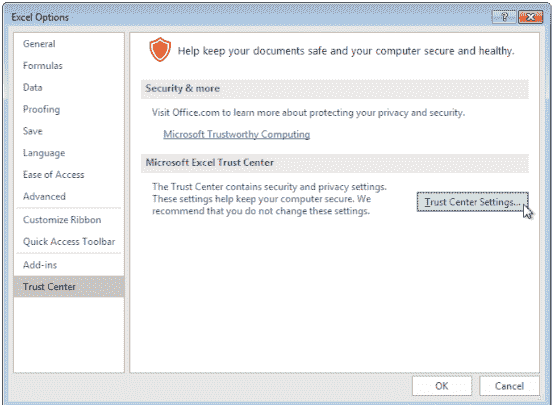 Excel Options
General
Formulas
Data
Proofing
Save
Language
Ease of Access
Advanced
Customize Ribbon
Quick Access Toolbar
Add-ins
Trust Center
Help keep your documents safe and your computer secure and healthy.
Security & more
Visit Office.com to learn more about protecting your privacy and security.
Microsoft Trustworthy Computing
Microsoft Excel Trust Center
The Trust Center contains security and privacy settings.
These settings help keep your computer secure. We
recommend that you do not change these settings.
Trust Center Settings...
OK
Cancel